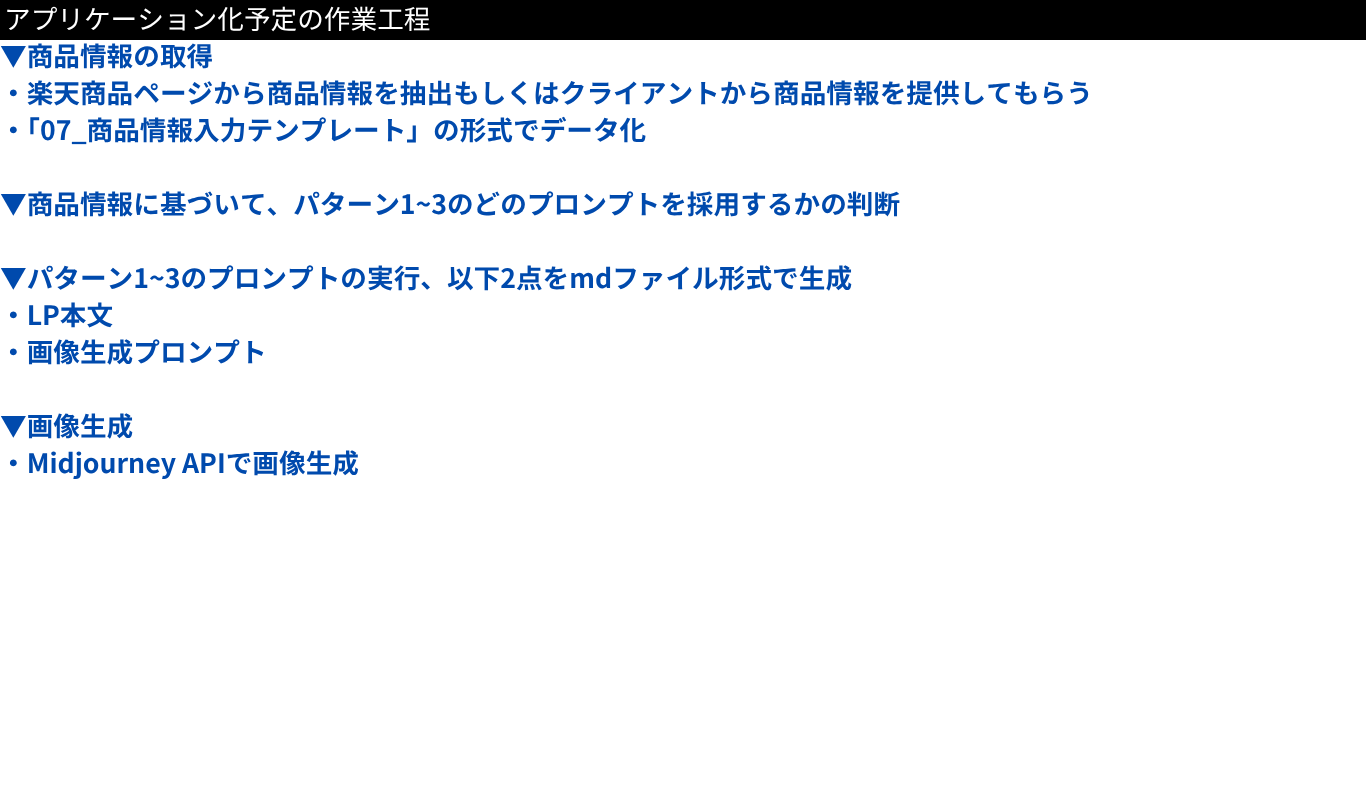 アプリケーション化予定の作業工程
▼商品情報の取得
・楽天商品ページから商品情報を抽出もしくはクライアントから商品情報を提供してもらう
・「07_商品情報入力テンプレート」の形式でデータ化
▼商品情報に基づいて、パターン1~3のどのプロンプトを採用するかの判断
▼パターン1~3のプロンプトの実行、以下2点をmdファイル形式で生成
・LP本文
・画像生成プロンプト
▼画像生成
・Midjourney APIで画像生成